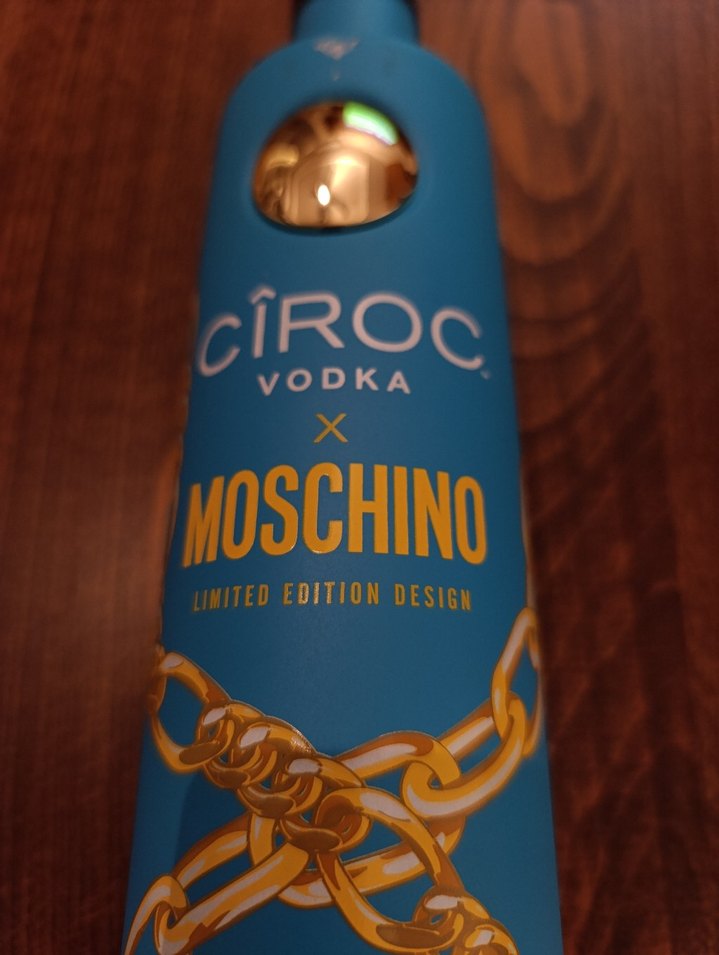 CÎROC
VODKA
X
MOSCHINO
LIMITED EDITION DESIGN